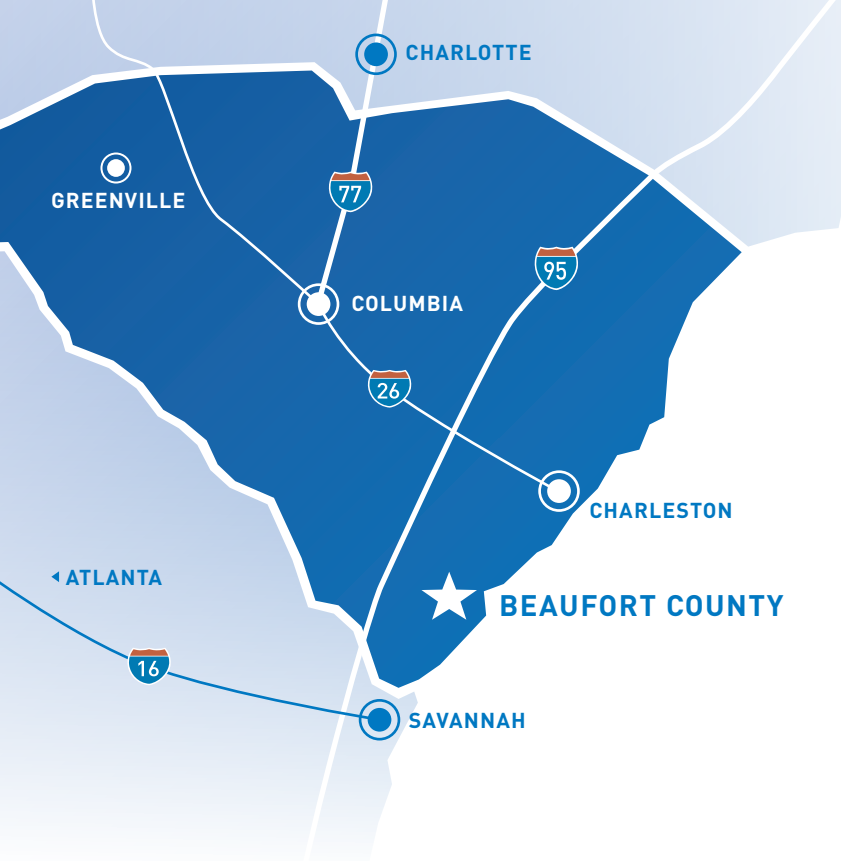 CHARLOTTE
GREENVILLE
77
95
COLUMBIA
26
CHARLESTON
ATLANTA
BEAUFORT COUNTY
16
SAVANNAH